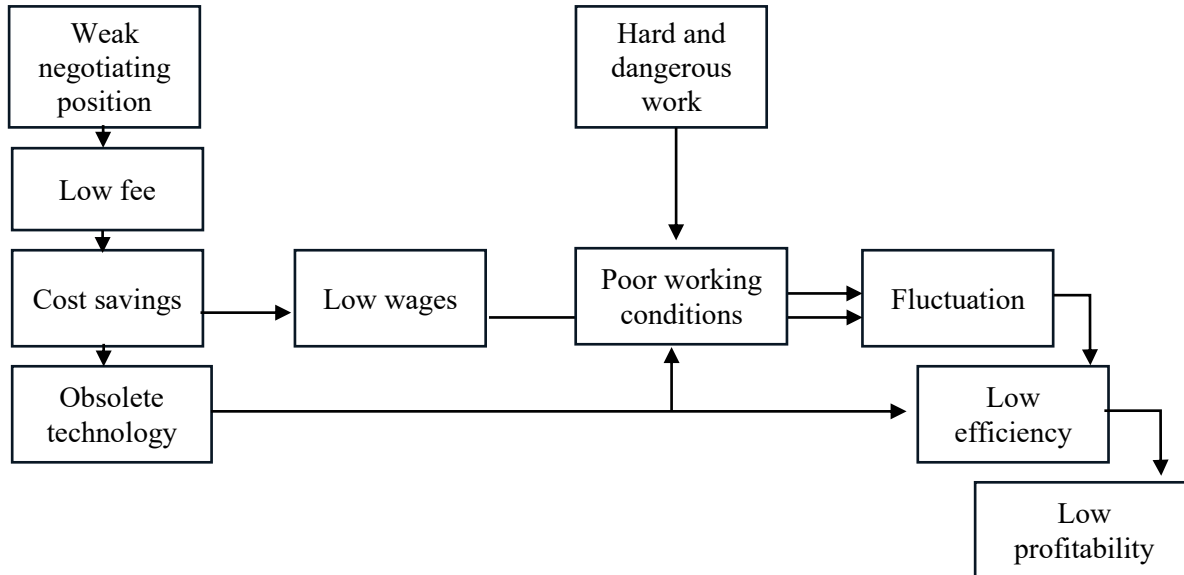 Weak
negotiating
position
Hard and
dangerous
work
Low fee
Cost savings
Low wages
Poor working
conditions
Fluctuation
Obsolete
technology
Low
efficiency
Low
profitability